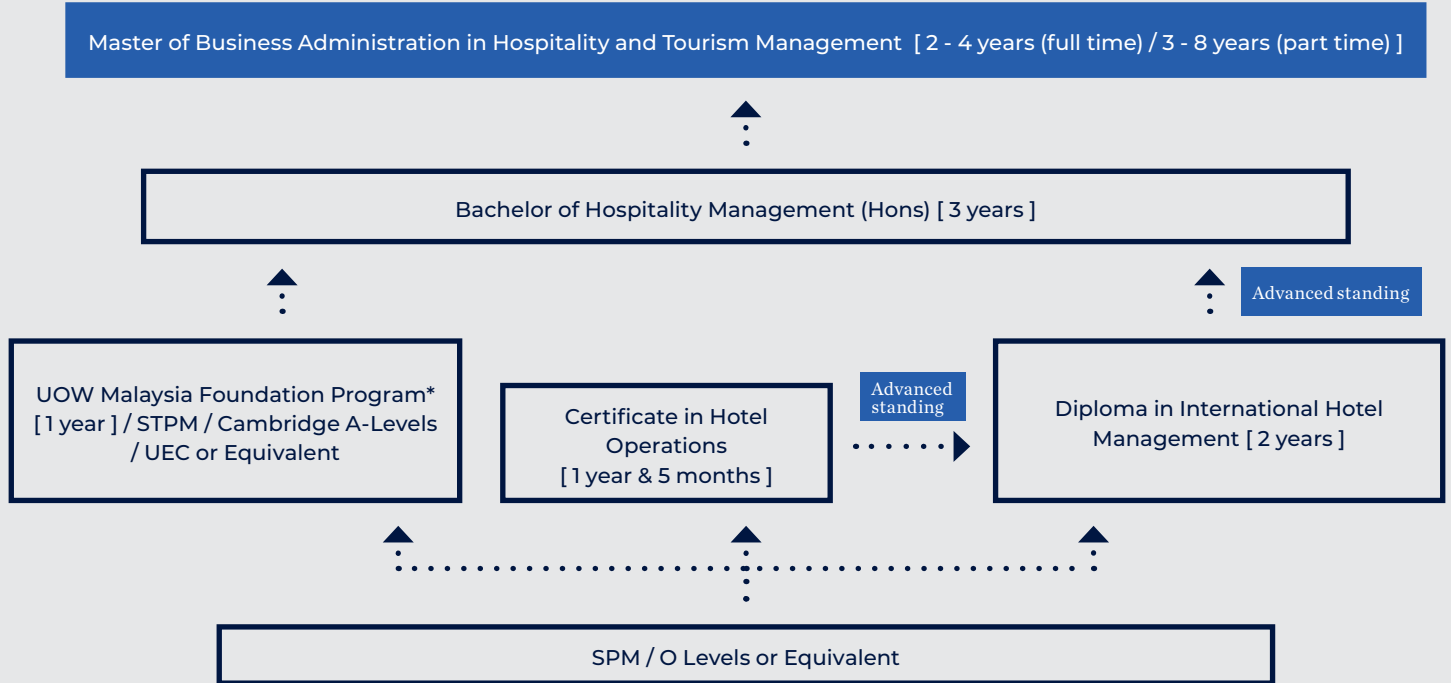 Master of Business Administration in Hospitality and Tourism Management [ 2 - 4 years (full time) / 3 - 8 years (part time) ]
Bachelor of Hospitality Management (Hons) [ 3 years ]
Advanced standing
UOW Malaysia Foundation Program*
[ 1 year ] / STPM / Cambridge A-Levels
/ UEC or Equivalent
Certificate in Hotel
Operations
[ 1 year & 5 months ]
Advanced
standing
Diploma in International Hotel
Management [ 2 years ]
SPM / O Levels or Equivalent